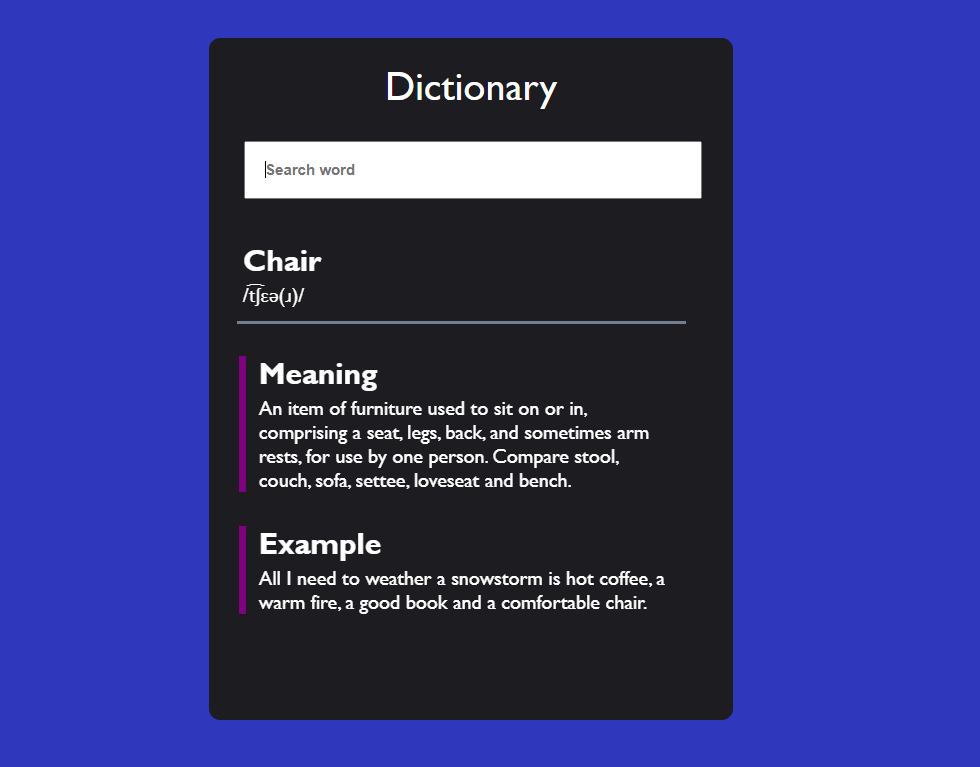 Dictionary
Search word
Chair
/t͡ʃɛə(ɹ)/
Meaning
An item of furniture used to sit on or in,
comprising a seat, legs, back, and sometimes arm
rests, for use by one person. Compare stool,
couch, sofa, settee, loveseat and bench.
Example
All I need to weather a snowstorm is hot coffee, a
warm fire, a good book and a comfortable chair.